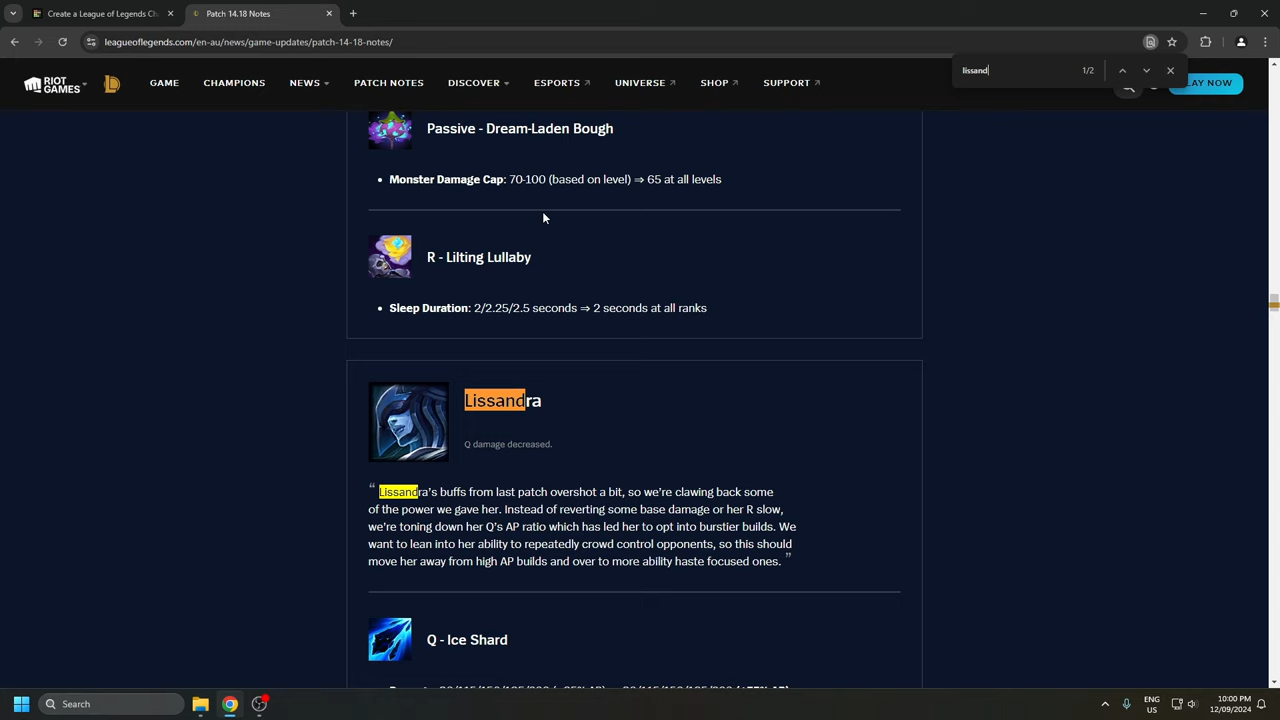 Create a League of Legends Ch
Patch 14.18 Notes
leagueoflegends.com/en-au/news/game-updates/patch-14-18-notes/
lissand
1/2
RIOT GAMES
GAME
CHAMPIONS
NEWS
PATCH NOTES
DISCOVER
ESPORTS
UNIVERSE
SHOP
SUPPORT
NOW
Passive - Dream-Laden Bough
• Monster Damage Cap: 70-100 (based on level) ⇒ 65 at all levels
R - Lilting Lullaby
• Sleep Duration: 2/2.25/2.5 seconds ⇒ 2 seconds at all ranks
Lissandra
Q damage decreased.
“ Lissandra’s buffs from last patch overshot a bit, so we’re clawing back some
of the power we gave her. Instead of reverting some base damage or her R slow,
we’re toning down her Q’s AP ratio which has led her to opt into burstier builds. We
want to lean into her ability to repeatedly crowd control opponents, so this should
move her away from high AP builds and over to more ability haste focused ones. ”
Q - Ice Shard
Search
ENG
US
10:00 PM
12/09/2024